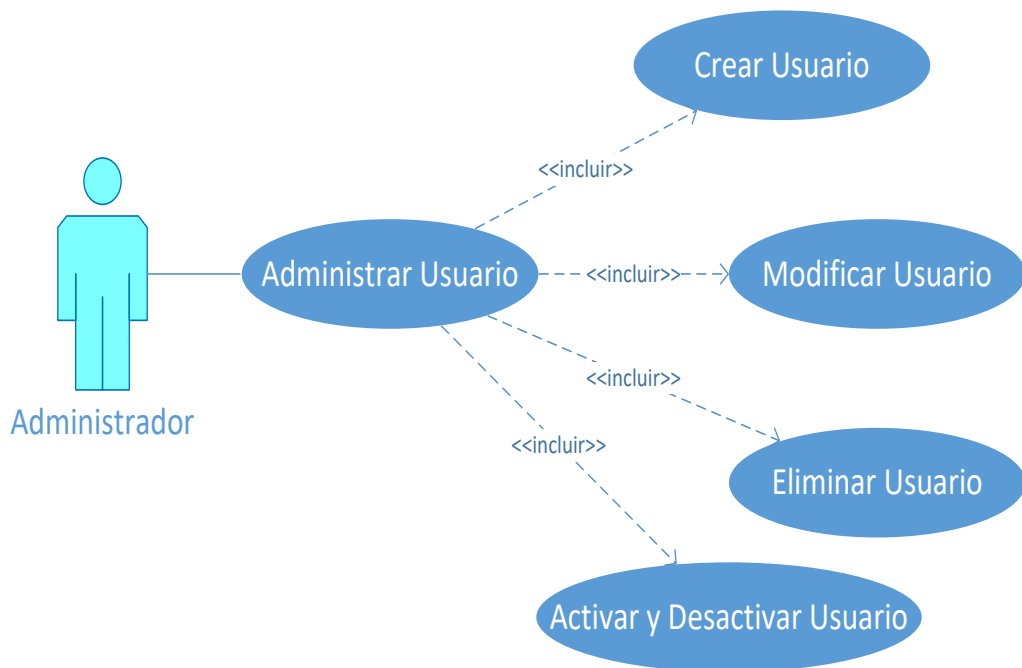 Crear Usuario
<<incluir>>
Administrar Usuario
<<incluir>>
Modificar Usuario
<<incluir>>
Administrador
<<incluir>>
Eliminar Usuario
Activar y Desactivar Usuario